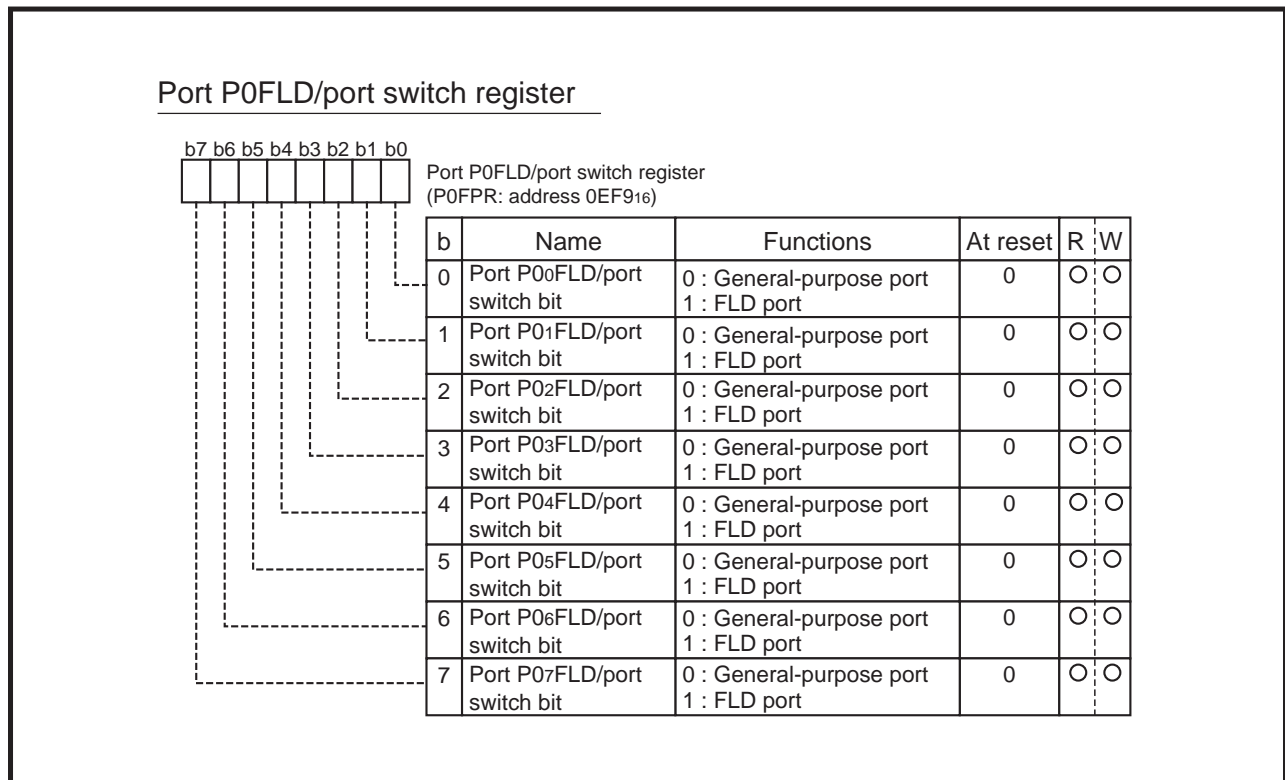 Port P0FLD/port switch register
b7 b6 b5 b4 b3 b2 b1 b0
Port P0FLD/port switch register
(P0FPR: address 0EF916)
b Name Functions At reset R W
0 Port P00FLD/port switch bit 0 : General-purpose port 1 : FLD port 0 O O
1 Port P01FLD/port switch bit 0 : General-purpose port 1 : FLD port 0 O O
2 Port P02FLD/port switch bit 0 : General-purpose port 1 : FLD port 0 O O
3 Port P03FLD/port switch bit 0 : General-purpose port 1 : FLD port 0 O O
4 Port P04FLD/port switch bit 0 : General-purpose port 1 : FLD port 0 O O
5 Port P05FLD/port switch bit 0 : General-purpose port 1 : FLD port 0 O O
6 Port P06FLD/port switch bit 0 : General-purpose port 1 : FLD port 0 O O
7 Port P07FLD/port switch bit 0 : General-purpose port 1 : FLD port 0 O O